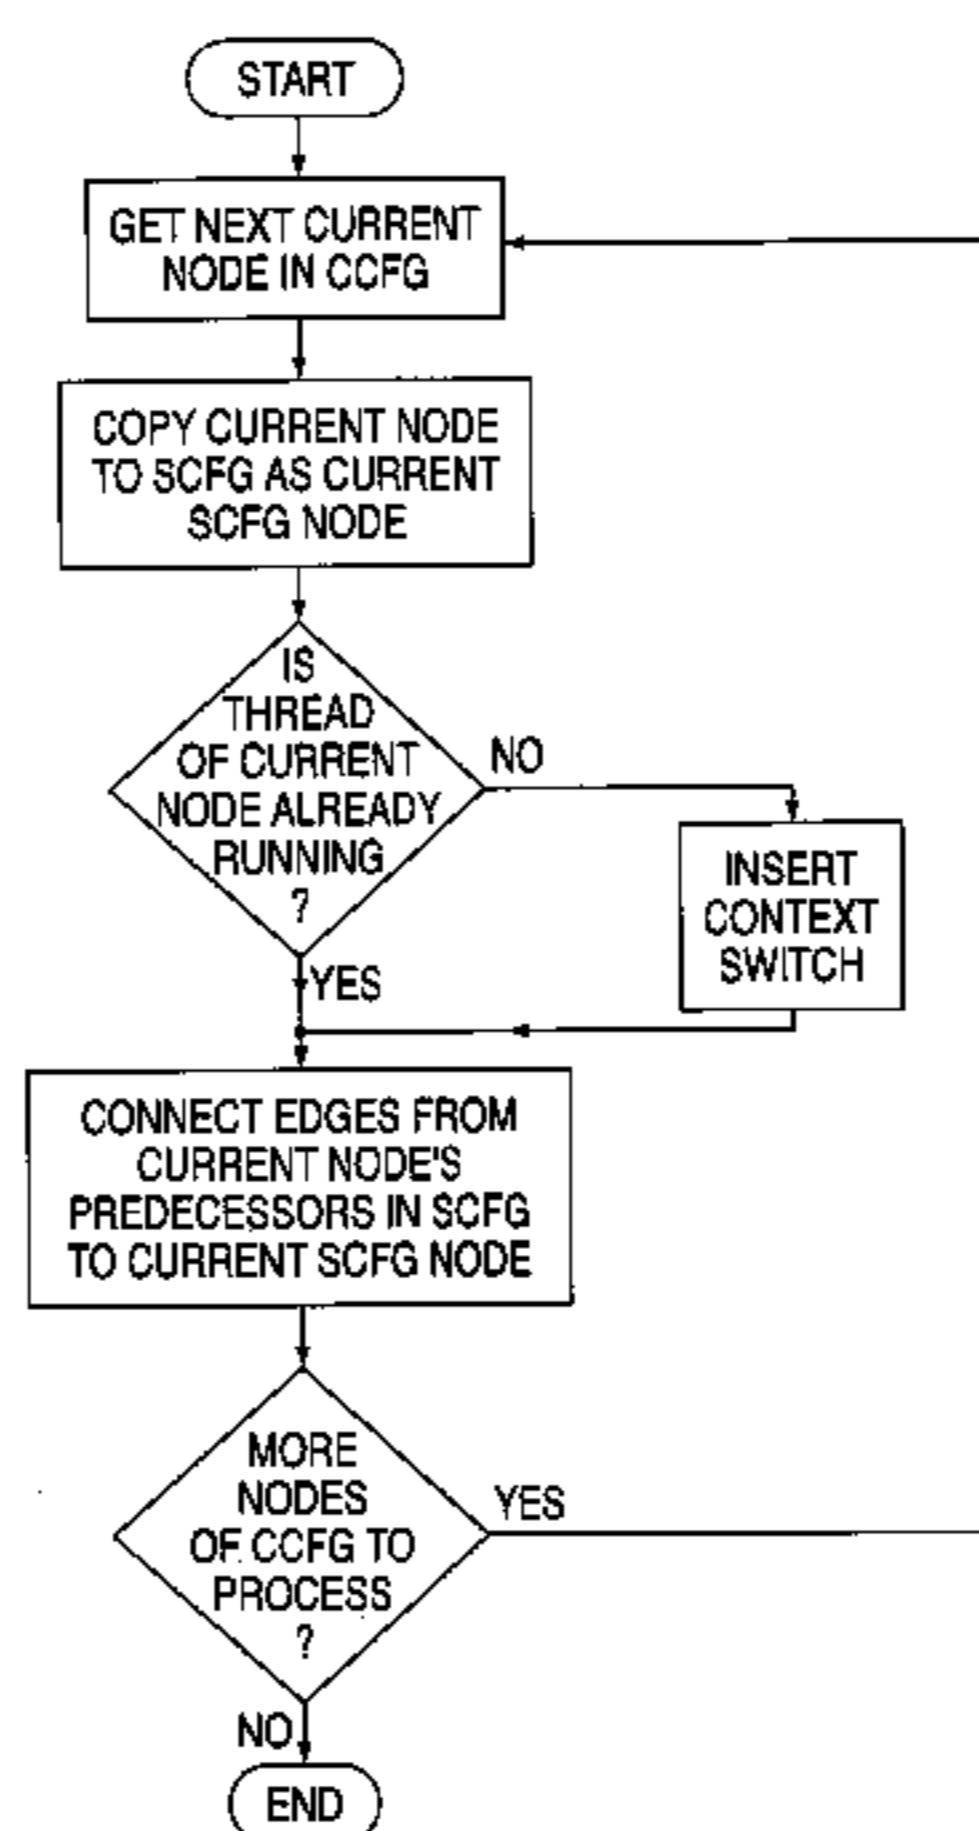 START
GET NEXT CURRENT
NODE IN CCFG
COPY CURRENT NODE
TO SCFG AS CURRENT
SCFG NODE
IS
THREAD
OF CURRENT
NODE ALREADY
RUNNING
?
NO
INSERT
CONTEXT
SWITCH
YES
CONNECT EDGES FROM
CURRENT NODE'S
PREDECESSORS IN SCFG
TO CURRENT SCFG NODE
MORE
NODES
OF CCFG TO
PROCESS
?
YES
NO
END